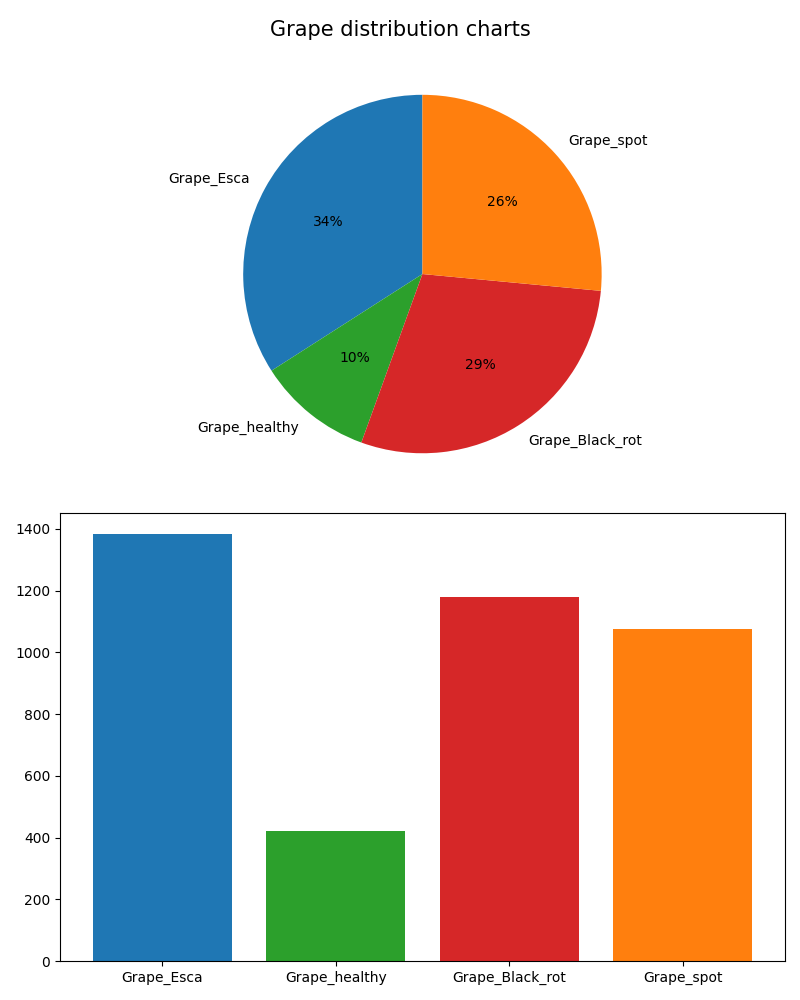 Grape distribution charts
Grape_spot
Grape_Esca
26%
34%
10%
29%
Grape_healthy
Grape_Black_rot
1400
1200
1000
800
600
400
200
0
Grape_Esca Grape_healthy Grape_Black_rot Grape_spot